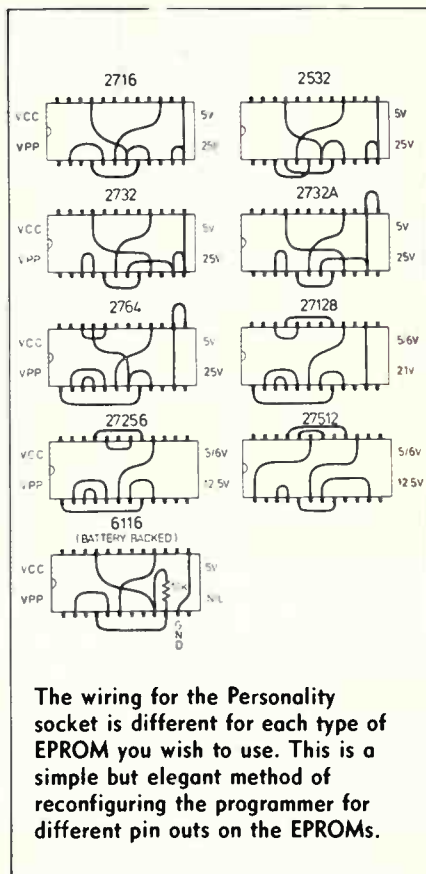 2716 2532
VCC 5V 5V
VPP 25V 25V
2732 2732A
VCC 5V 5V
VPP 25V 25V
2764 27128
VCC 5V 5/6V
VPP 25V 21V
27256 27512
VCC 5/6V 5/6V
VPP 12.5V 12.5V
6116
(BATTERY BACKED)
VCC 5V
VPP
GND
The wiring for the Personality
socket is different for each type of
EPROM you wish to use. This is a
simple but elegant method of
reconfiguring the programmer for
different pin outs on the EPROMs.